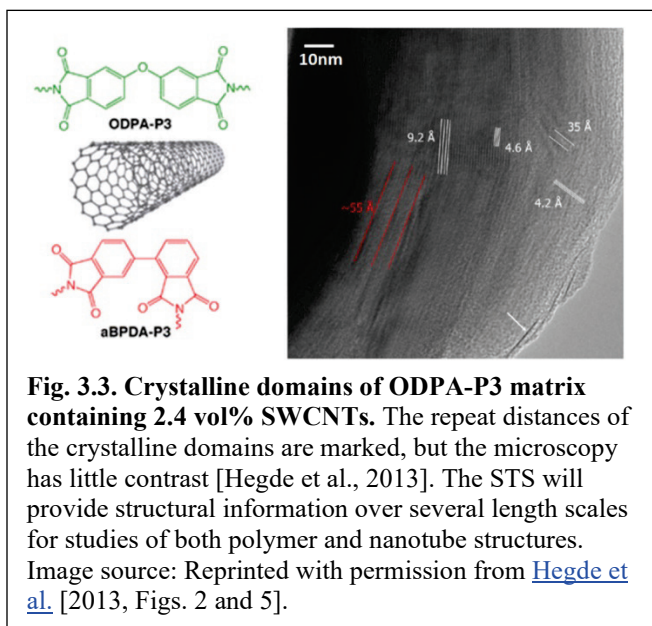 10nm
ODPA-P3
aBPDA-P3
9.2 Å
4.6 Å
35 Å
4.2 Å
~55 Å
O
O
O
N
N
O
O
O
O
N
O
O
N
O
Fig. 3.3. Crystalline domains of ODPA-P3 matrix
containing 2.4 vol% SWCNTs. The repeat distances of
the crystalline domains are marked, but the microscopy
has little contrast [Hegde et al., 2013]. The STS will
provide structural information over several length scales
for studies of both polymer and nanotube structures.
Image source: Reprinted with permission from Hegde et
al. [2013, Figs. 2 and 5].